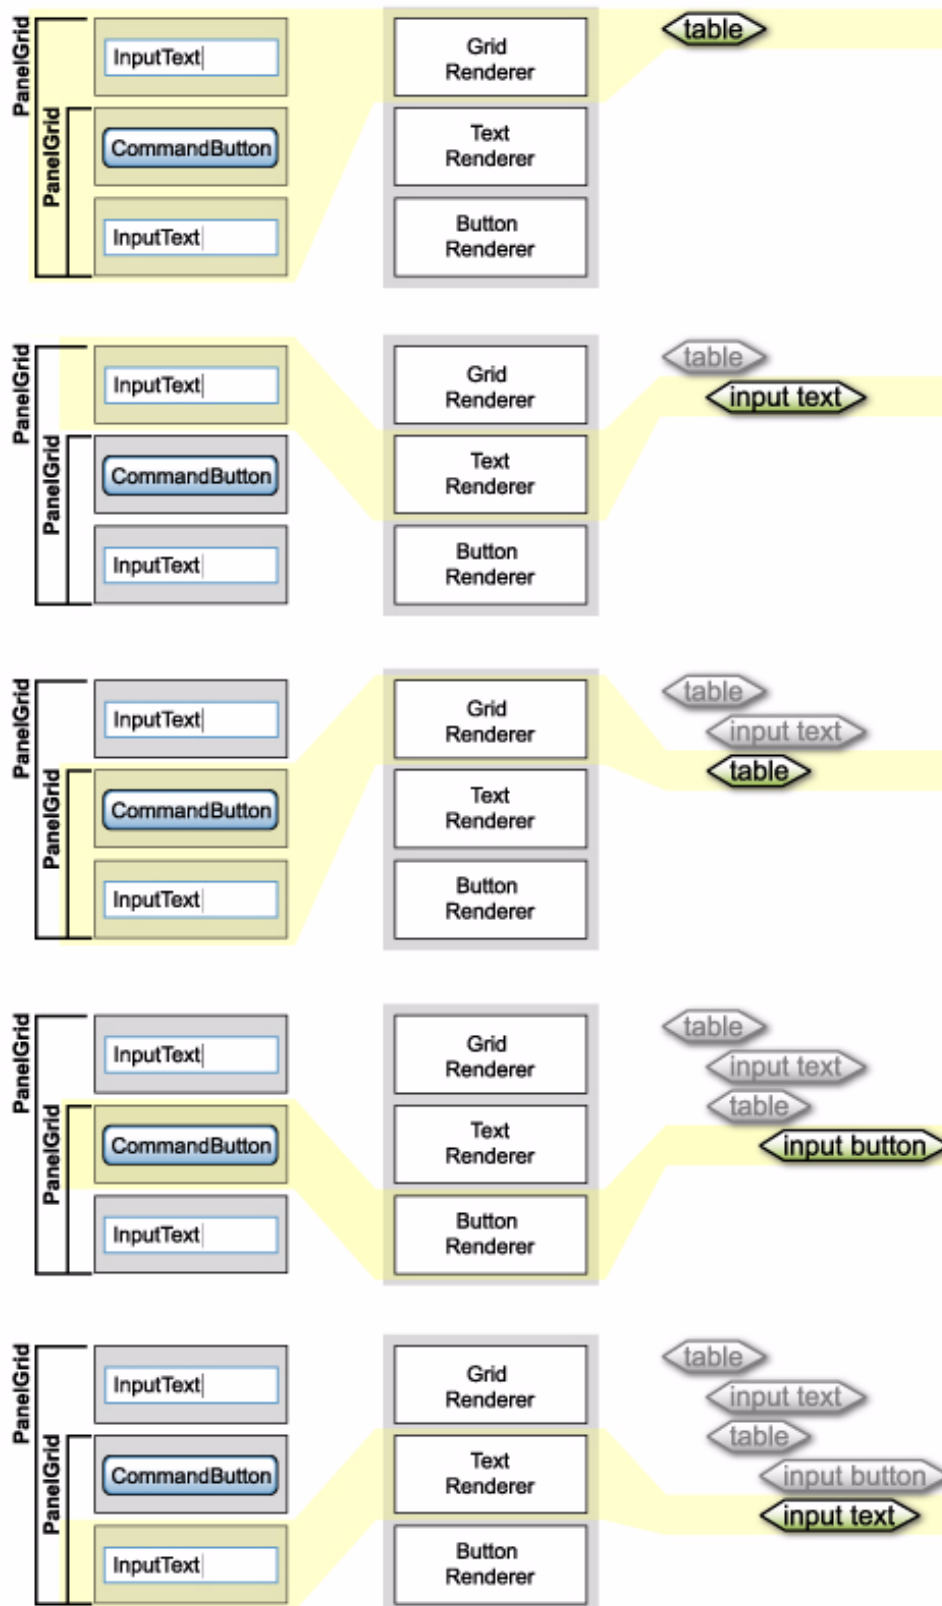 PanelGrid
PanelGrid
InputText
CommandButton
InputText
Grid
Renderer
Text
Renderer
Button
Renderer
table
PanelGrid
PanelGrid
InputText
CommandButton
InputText
Grid
Renderer
Text
Renderer
Button
Renderer
table
input text
PanelGrid
PanelGrid
InputText
CommandButton
InputText
Grid
Renderer
Text
Renderer
Button
Renderer
table
input text
table
PanelGrid
PanelGrid
InputText
CommandButton
InputText
Grid
Renderer
Text
Renderer
Button
Renderer
table
input text
table
input button
PanelGrid
PanelGrid
InputText
CommandButton
InputText
Grid
Renderer
Text
Renderer
Button
Renderer
table
input text
table
input button
input text